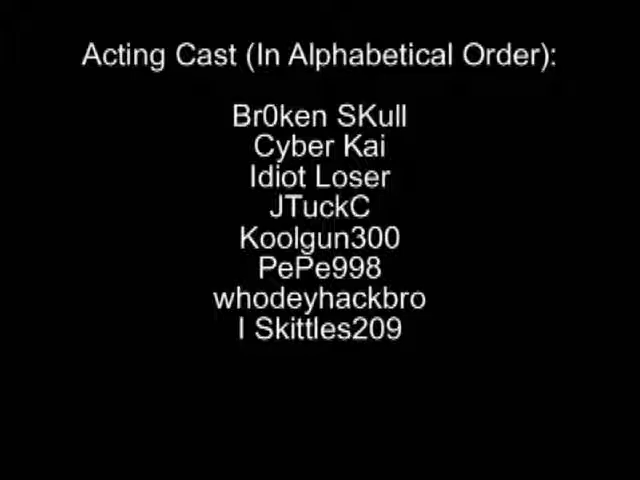 Acting Cast (In Alphabetical Order):
Br0ken SKull
Cyber Kai
Idiot Loser
JTuckC
Koolgun300
PePe998
whodeyhackbro
I Skittles209